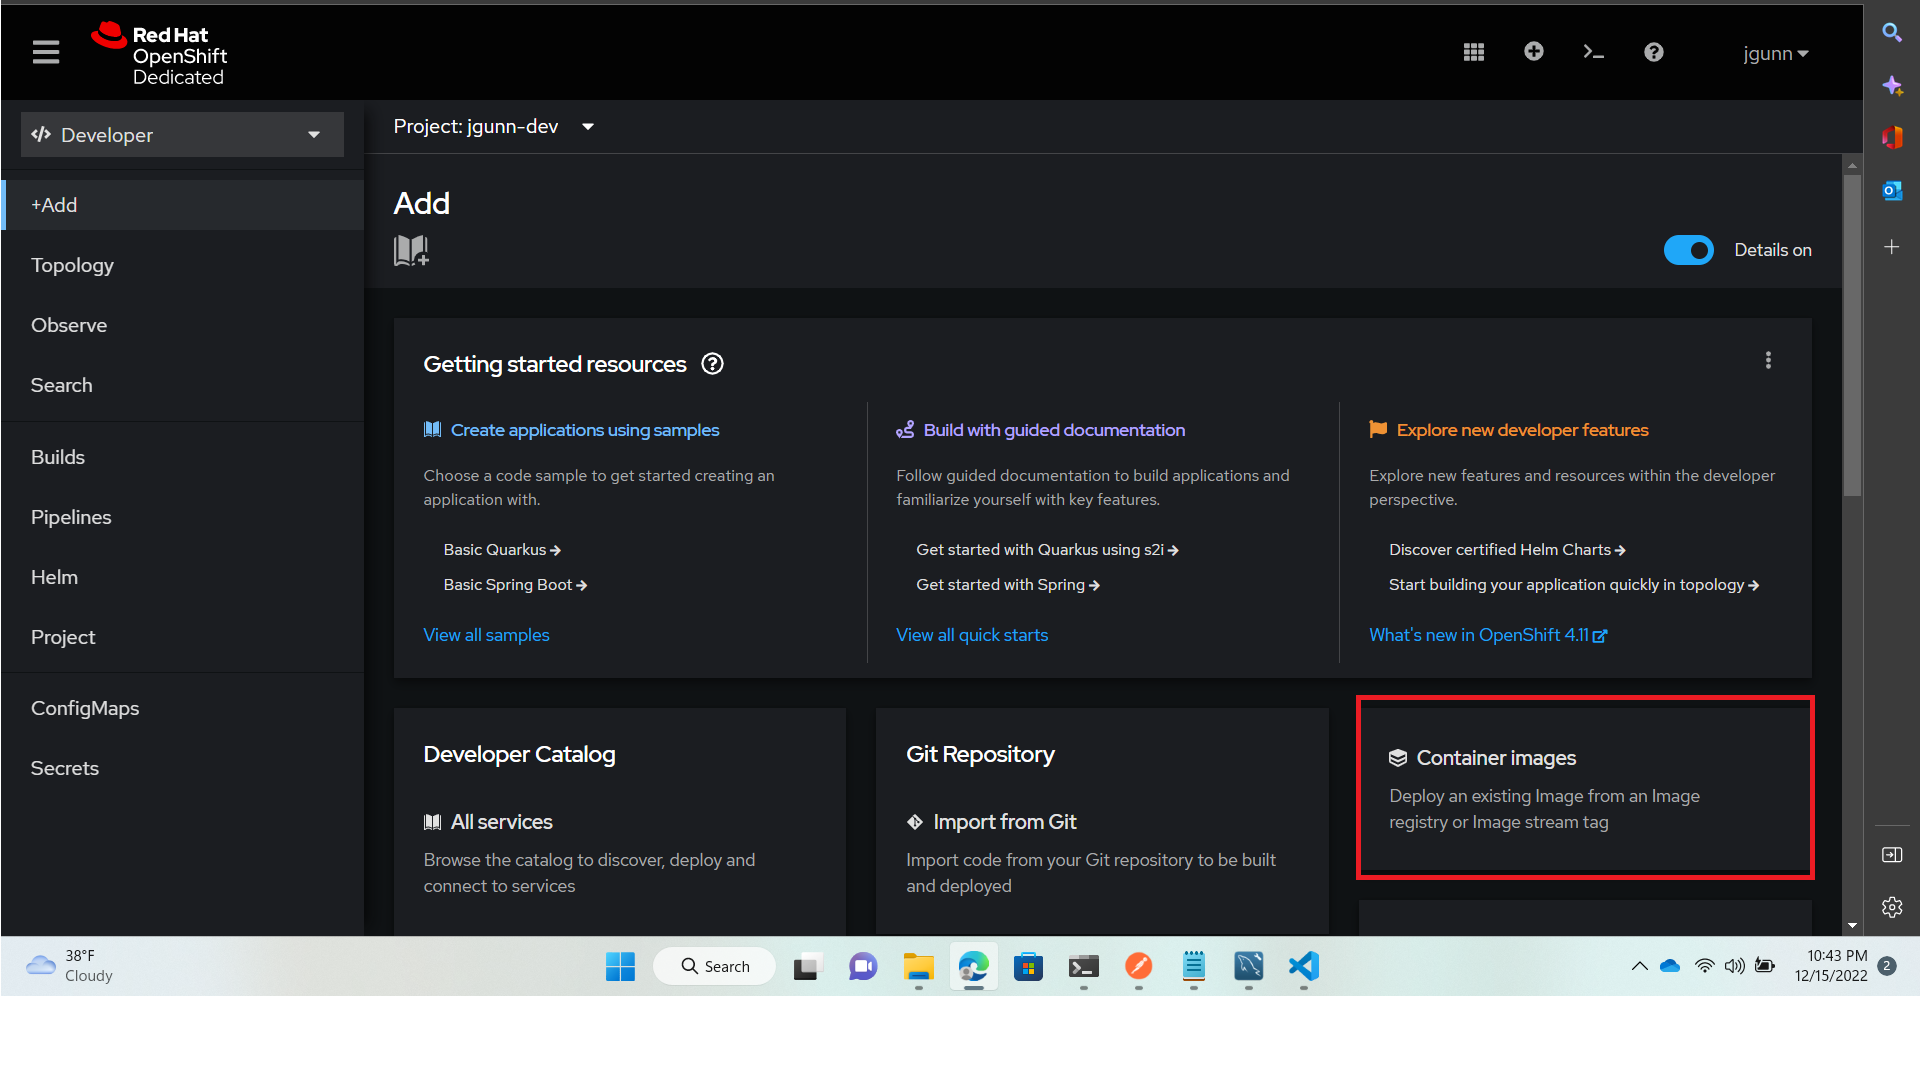 Red Hat
OpenShift
Dedicated
jgunn
Developer
Project: jgunn-dev
+Add
Topology
Observe
Search
Builds
Pipelines
Helm
Project
ConfigMaps
Secrets
Add
Details on
Getting started resources
Create applications using samples
Choose a code sample to get started creating an
application with.
Basic Quarkus
Basic Spring Boot
View all samples
Build with guided documentation
Follow guided documentation to build applications and
familiarize yourself with key features.
Get started with Quarkus using s2i
Get started with Spring
View all quick starts
Explore new developer features
Explore new features and resources within the developer
perspective.
Discover certified Helm Charts
Start building your application quickly in topology
What's new in OpenShift 4.11
Developer Catalog
All services
Browse the catalog to discover, deploy and
connect to services
Git Repository
Import from Git
Import code from your Git repository to be built
and deployed
Container images
Deploy an existing Image from an Image
registry or Image stream tag
38°F
Cloudy
Search
10:43 PM
12/15/2022
2